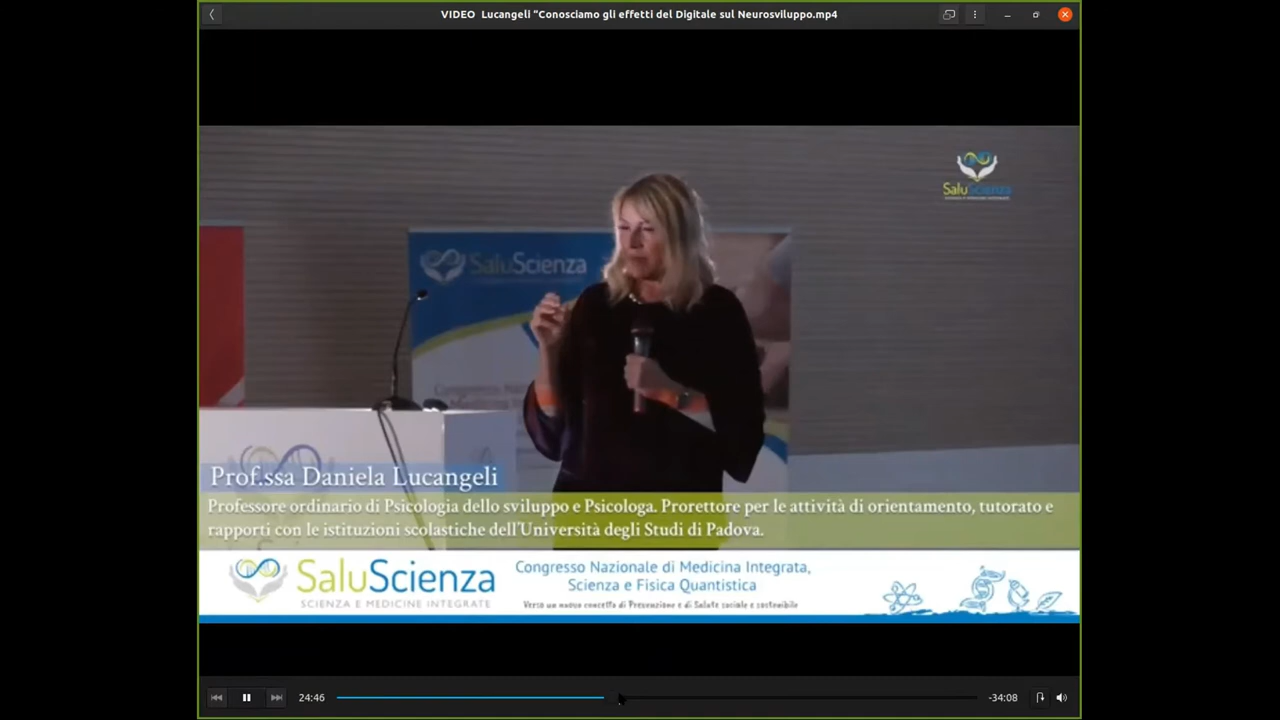 VIDEO Lucangeli “Conosciamo gli effetti del Digitale sul Neurosviluppo.mp4
SaluScienza
SaluScienza
Prof.ssa Daniela Lucangeli
Professore ordinario di Psicologia dello sviluppo e Psicologa. Prorettore per le attività di orientamento, tutorato e
rapporti con le istituzioni scolastiche dell'Università degli Studi di Padova.
SaluScienza
SCIENZA E MEDICINE INTEGRATE
Congresso Nazionale di Medicina Integrata,
Scienza e Fisica Quantistica
Verso un nuovo concetto di Prevenzione e di Salute sociale e sostenibile
24:46
-34:08